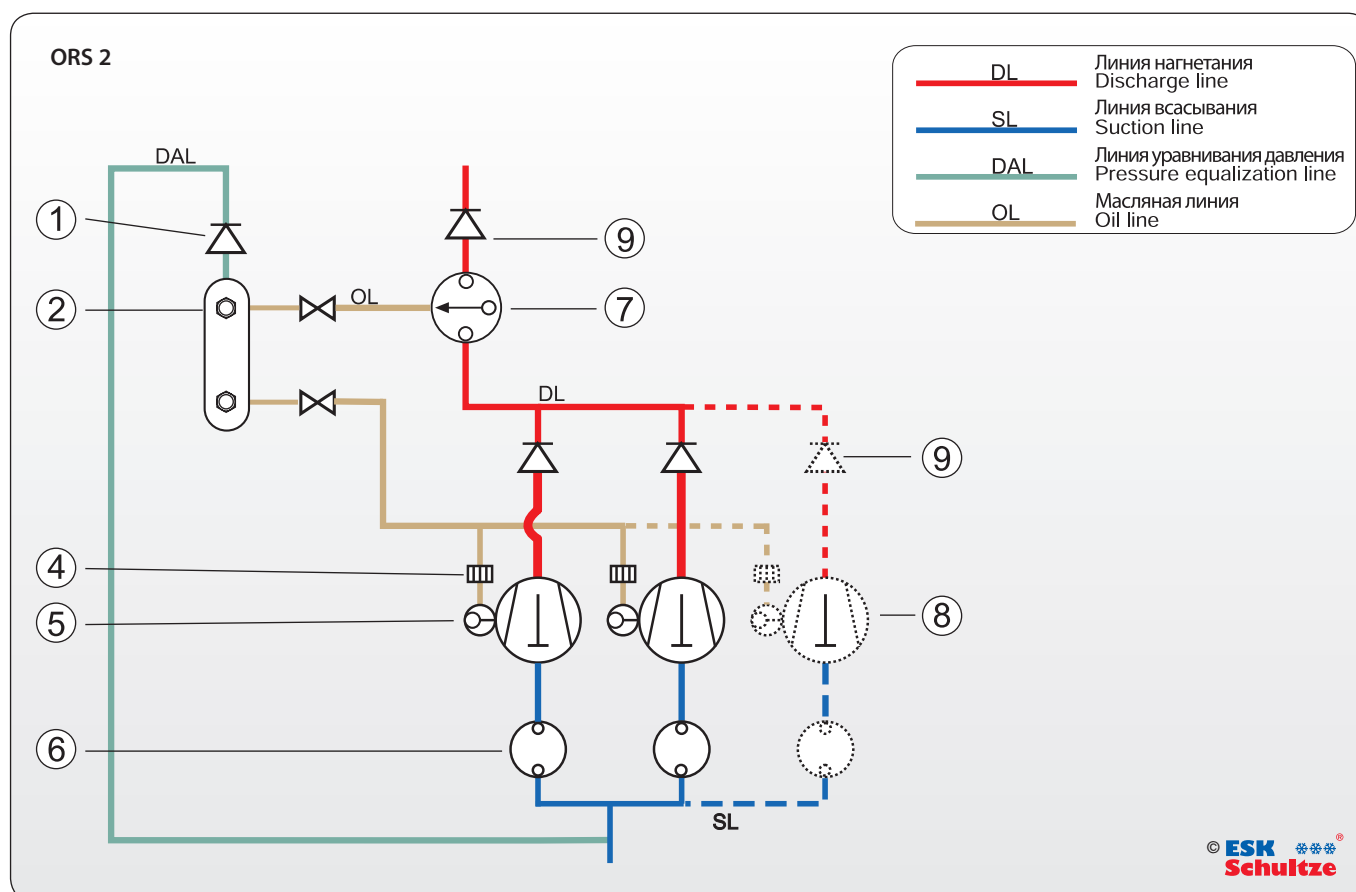 ORS 2
DL
Линия нагнетания
Discharge line
SL
Линия всасывания
Suction line
DAL
Линия уравнивания давления
Pressure equalization line
OL
Масляная линия
Oil line
DAL
1
9
2
OL
7
DL
9
4
5
8
6
SL
© ESK ®
Schultze